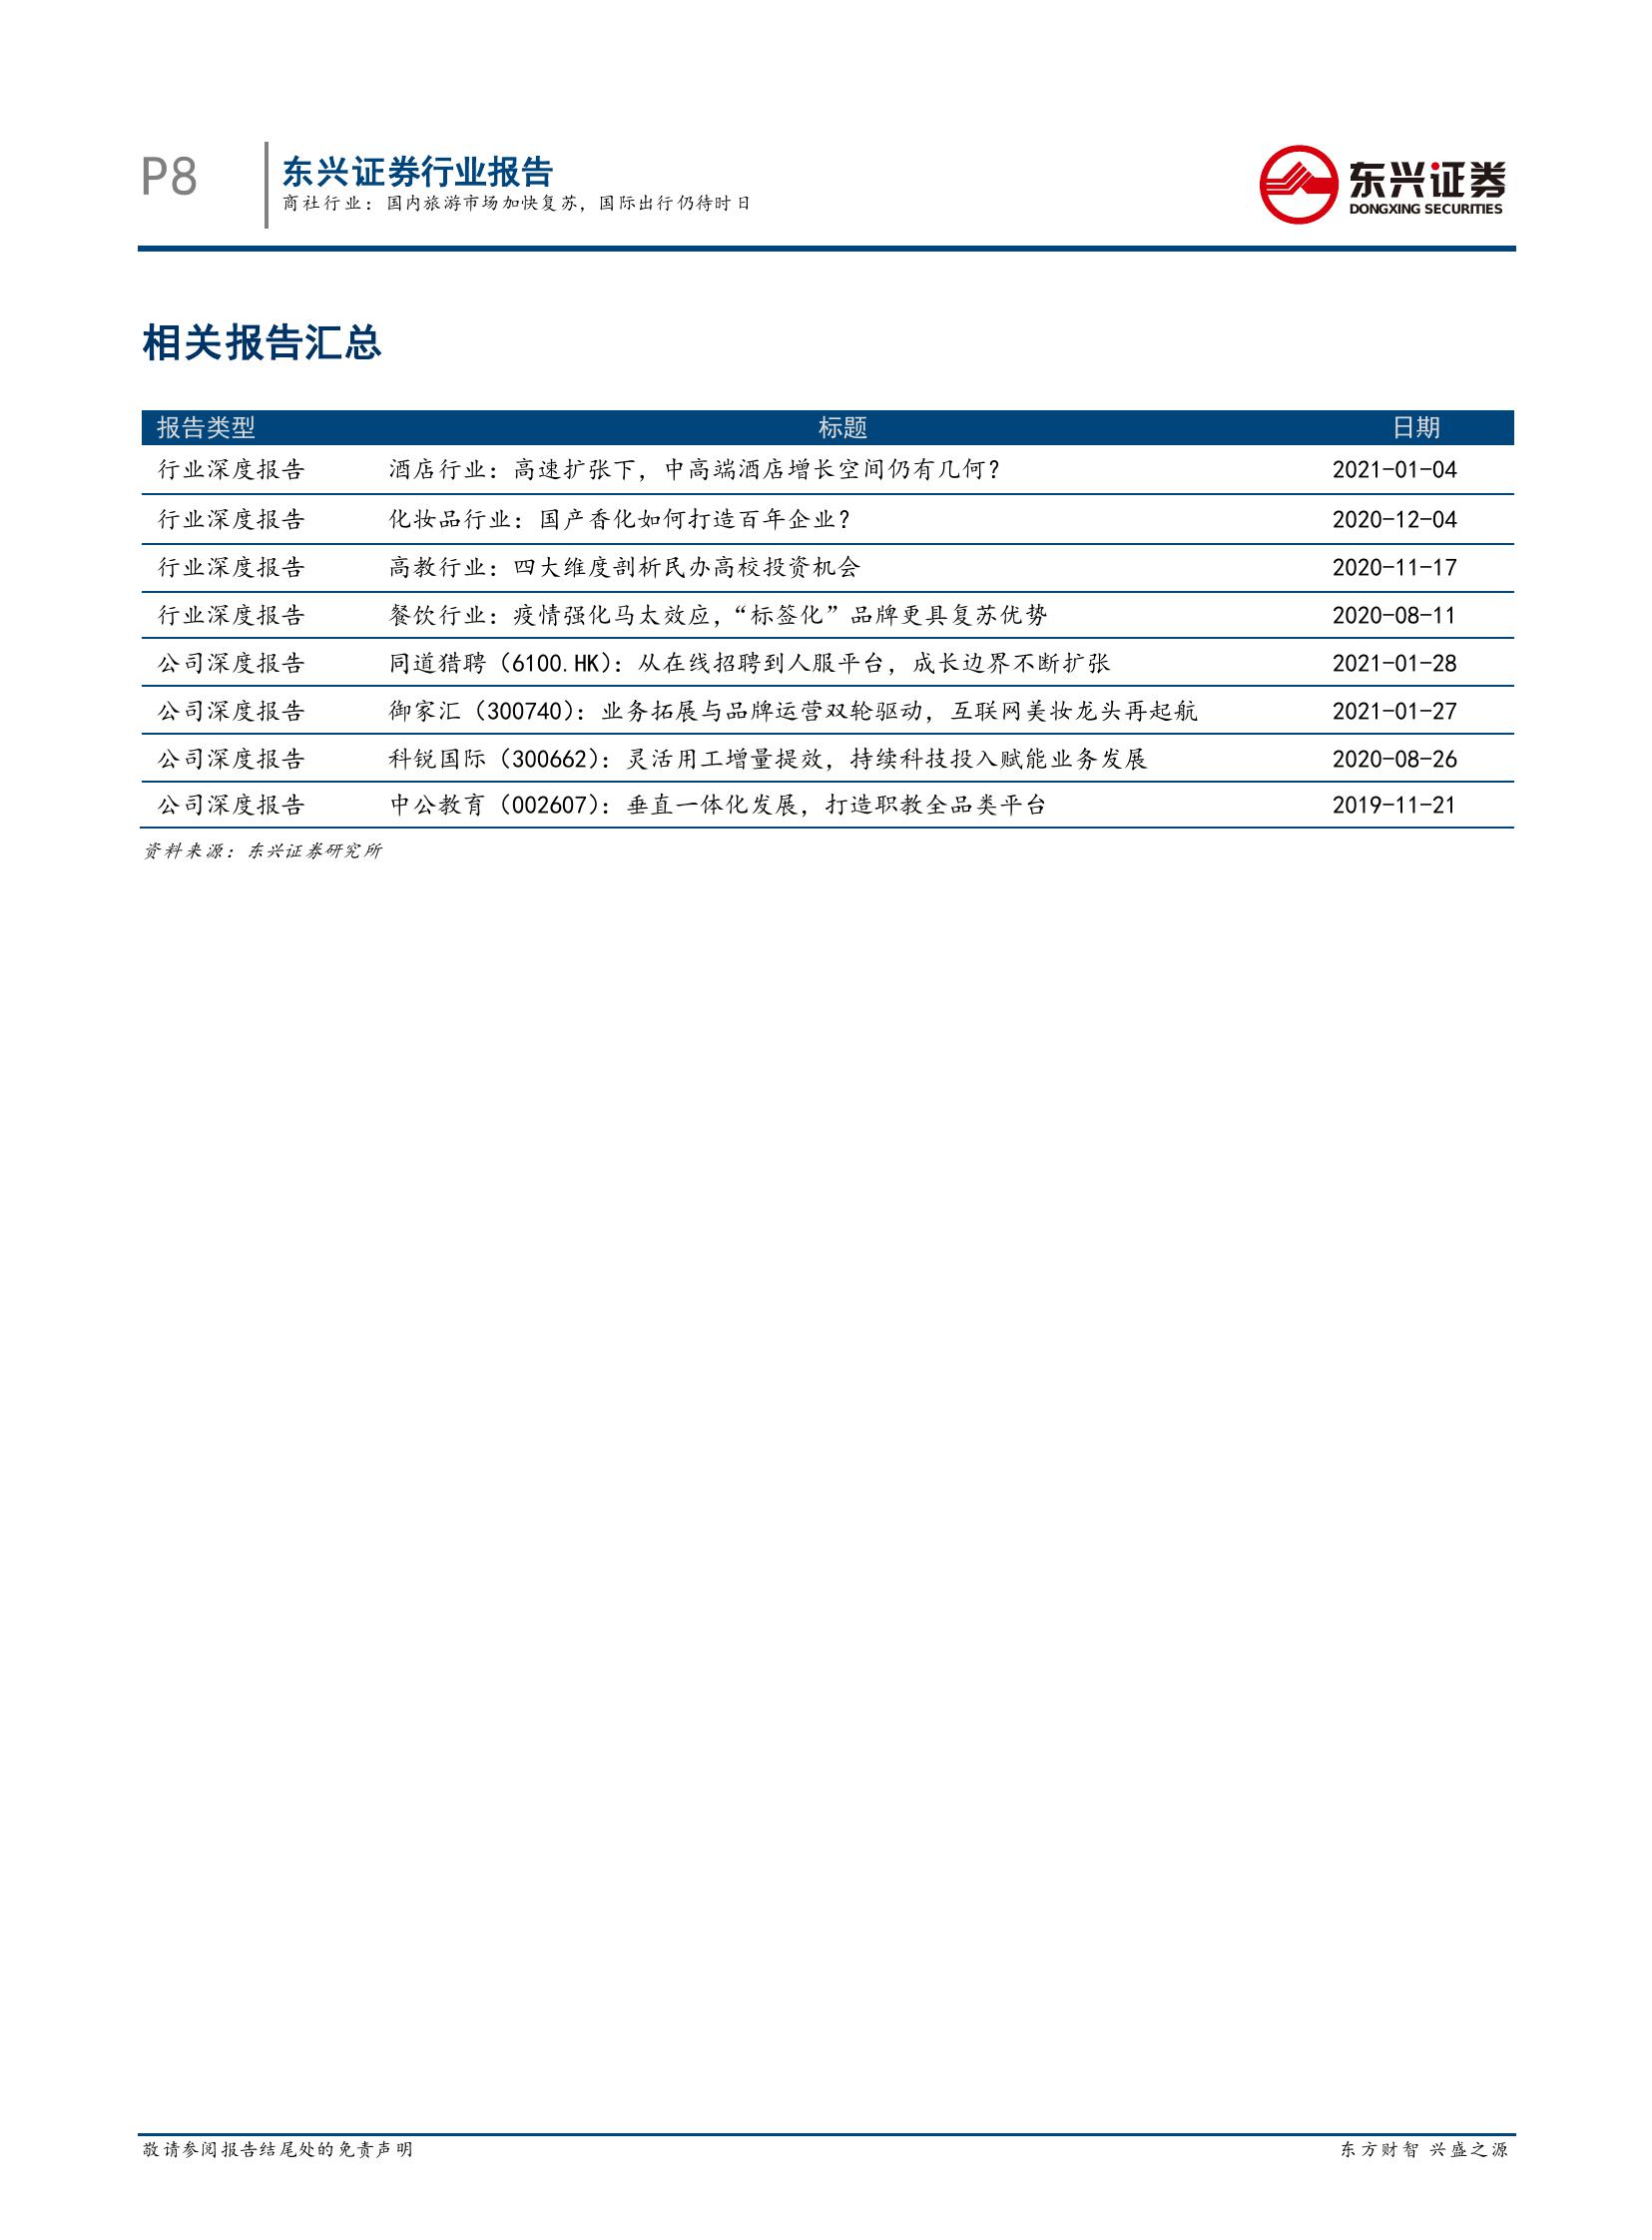 P8
东兴证券行业报告
商社行业：国内旅游市场加快复苏，国际出行仍待时日
东兴证券
DONGXING SECURITIES
相关报告汇总
报告类型 标题 日期
行业深度报告 酒店行业：高速扩张下，中高端酒店增长空间仍有几何？ 2021-01-04
行业深度报告 化妆品行业：国产香化如何打造百年企业？ 2020-12-04
行业深度报告 高教行业：四大维度剖析民办高校投资机会 2020-11-17
行业深度报告 餐饮行业：疫情强化马太效应，“标签化”品牌更具复苏优势 2020-08-11
公司深度报告 同道猎聘（6100.HK）：从在线招聘到人服平台，成长边界不断扩张 2021-01-28
公司深度报告 御家汇（300740）：业务拓展与品牌运营双轮驱动，互联网美妆龙头再起航 2021-01-27
公司深度报告 科锐国际（300662）：灵活用工增量提效，持续科技投入赋能业务发展 2020-08-26
公司深度报告 中公教育（002607）：垂直一体化发展，打造职教全品类平台 2019-11-21
资料来源：东兴证券研究所
敬请参阅报告结尾处的免责声明 东方财智 兴盛之源